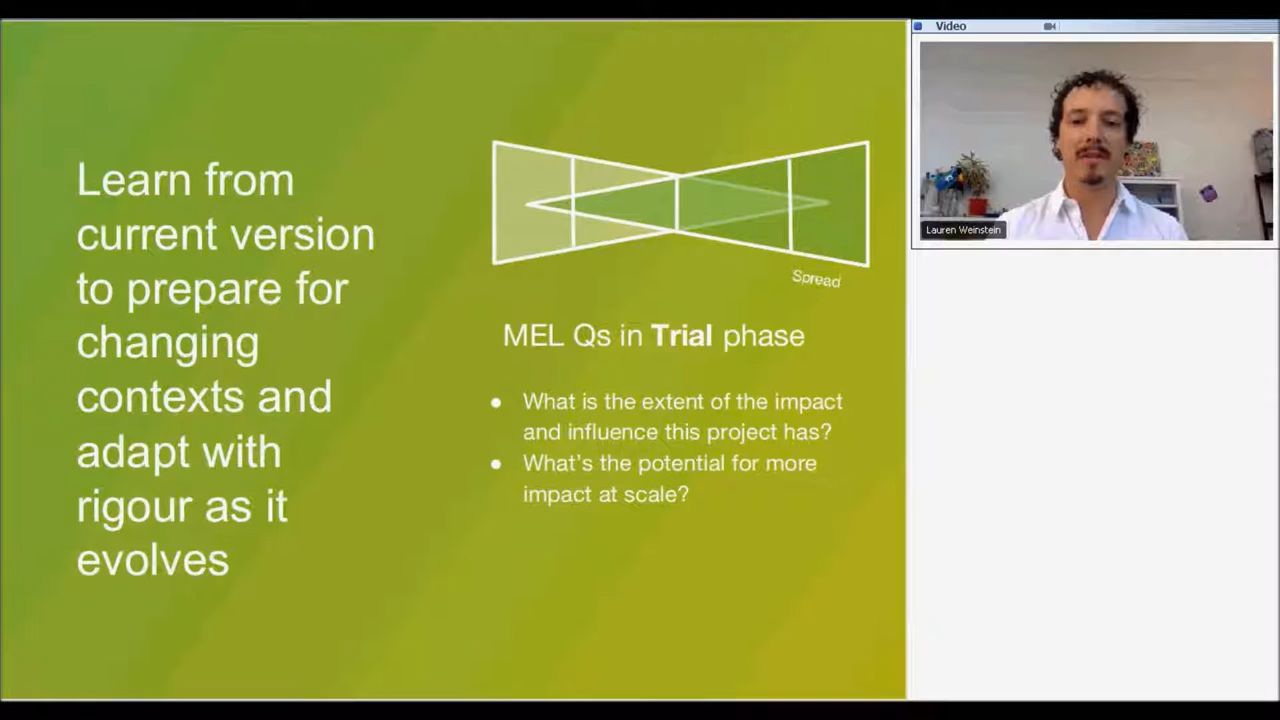 Learn from
current version
to prepare for
changing
contexts and
adapt with
rigour as it
evolves
Spread
MEL Qs in Trial phase
● What is the extent of the impact
and influence this project has?
● What's the potential for more
impact at scale?
Video
Lauren Weinstein